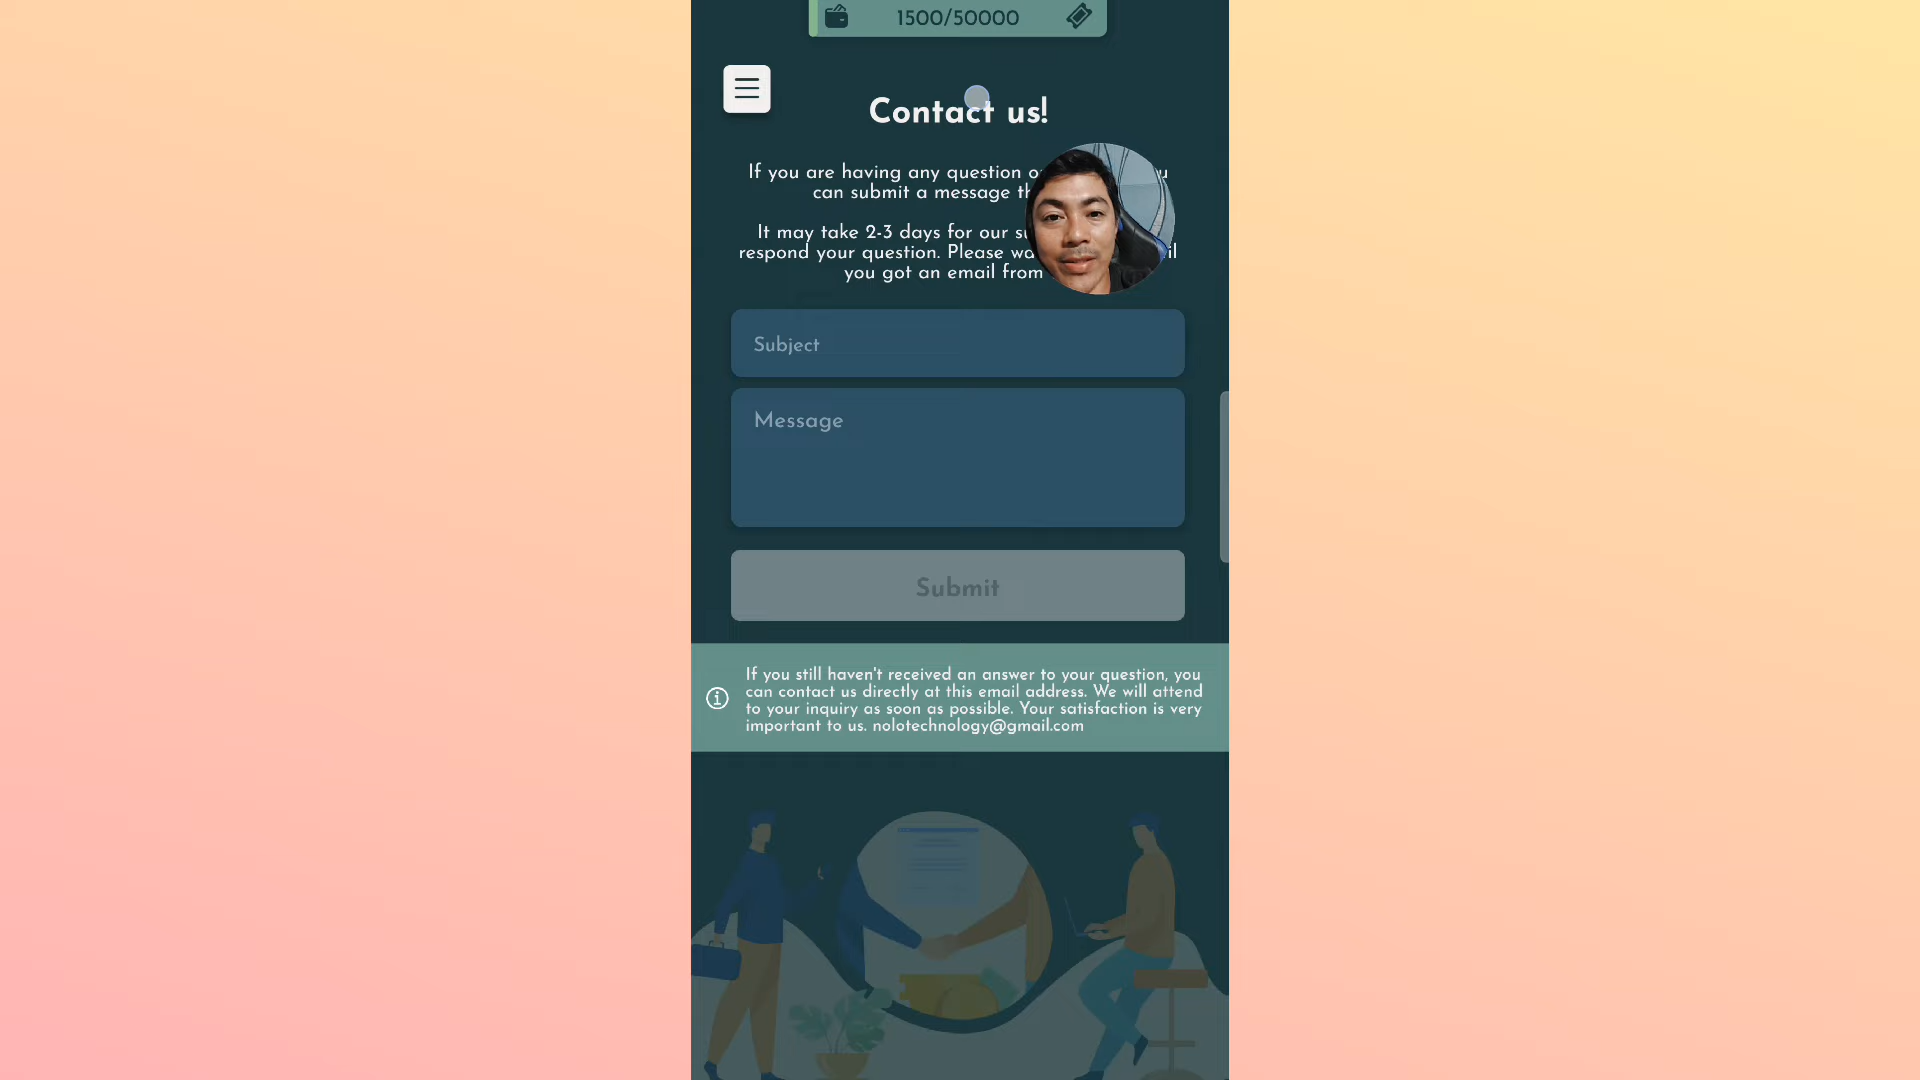 1500/50000
Contact us!
If you are having any question u
can submit a message
It may take 2-3 days for our
respond your question. Please
you got an email from
Subject
Message
Submit
If you still haven't received an answer to your question, you
can contact us directly at this email address. We will attend
to your inquiry as soon as possible. Your satisfaction is very
important to us. nolotechnology@gmail.com